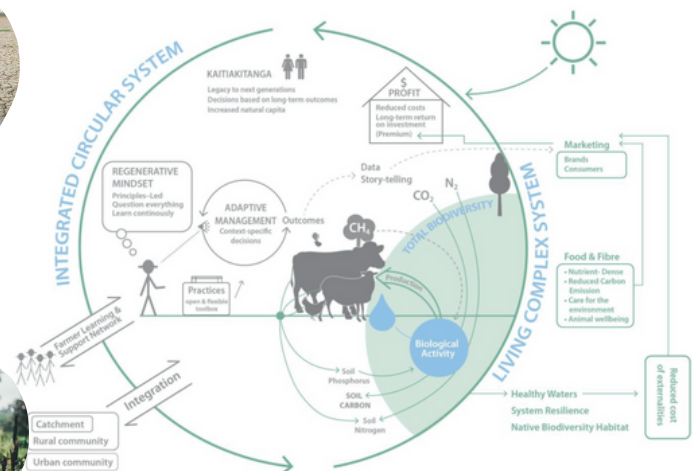 INTEGRATED CIRCULAR SYSTEM
KAITIAKITANGA
Legacy to next generations
Decisions based on long-term outcomes
Increased natural capita
$
PROFIT
Reduced costs
Long-term return
on investment
(Premium)
Marketing
Brands
Consumers
REGENERATIVE
MINDSET
Principles-Led
Question everything
Learn continously
ADAPTIVE
MANAGEMENT
Context-specific
decisions
Outcomes
Data
Story-telling
CO2
N2
CH4
TOTAL BIODIVERSITY
LIVING COMPLEX SYSTEM
Practices
open & flexible
toolbox
Production
Biological
Activity
Food & Fibre
• Nutrient- Dense
• Reduced Carbon
Emission
• Care for the
environment
• Animal wellbeing
Farmer Learning &
Support Network
Integration
Soil
Phosphorus
SOIL
CARBON
Soil
Nitrogen
Healthy Waters
System Resilience
Native Biodiversity Habitat
Reduced cost
of externalities
Catchment
Rural community
Urban community